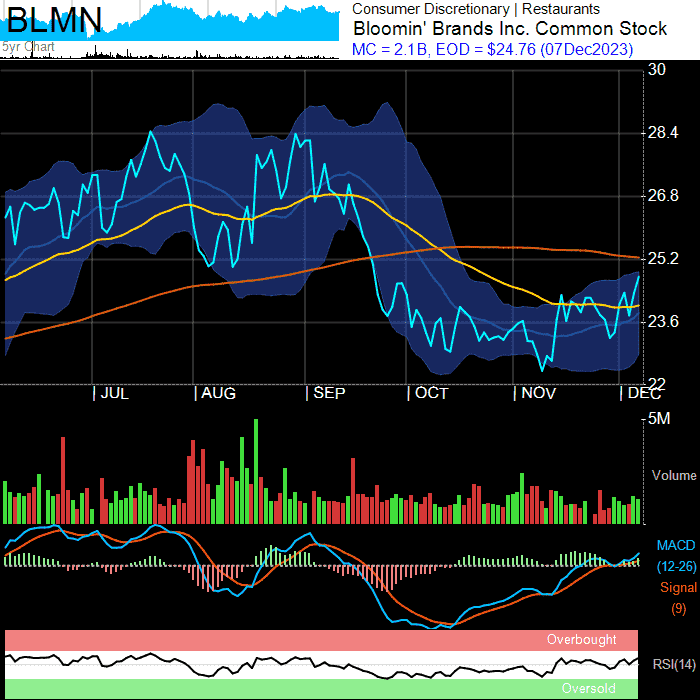 BLMN
5yr Chart
Consumer Discretionary | Restaurants
Bloomin' Brands Inc. Common Stock
MC = 2.1B, EOD = $24.76 (07Dec2023)
30
28.4
26.8
25.2
23.6
22
| JUL | AUG | SEP | OCT | NOV | DEC
5M
Volume
MACD
(12-26)
Signal
(9)
Overbought
RSI(14)
Oversold